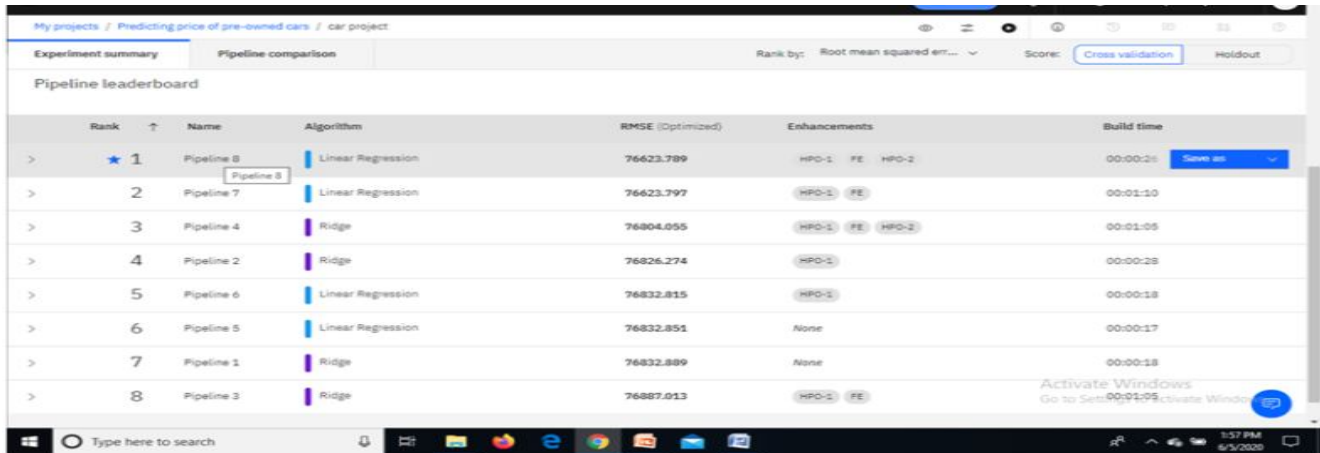 My projects / Predicting price of pre-owned cars / car project
Experiment summary Pipeline comparison Rank by: Root mean squared err... Score: Cross validation Holdout
Pipeline leaderboard
Rank ↑ Name Algorithm RMSE (Optimized) Enhancements Build time
> ★ 1 Pipeline 8 Linear Regression 76623.789 HPO-1 FE HPO-2 Save as
Pipeline 8
> 2 Pipeline 7 Linear Regression 76623.797 HPO-1 FE 00:01:10
> 3 Pipeline 4 Ridge 76804.055 HPO-1 FE HPO-2 00:01:05
> 4 Pipeline 2 Ridge 76826.274 HPO-1 00:00:28
> 5 Pipeline 6 Linear Regression 76832.815 HPO-1 00:00:18
> 6 Pipeline 5 Linear Regression 76832.851 None 00:00:17
> 7 Pipeline 1 Ridge 76832.889 None 00:00:18
Activate Windows
> 8 Pipeline 3 Ridge 76887.013 HPO-1 FE 00:01:05
Type here to search 1:57 PM
6/5/2020